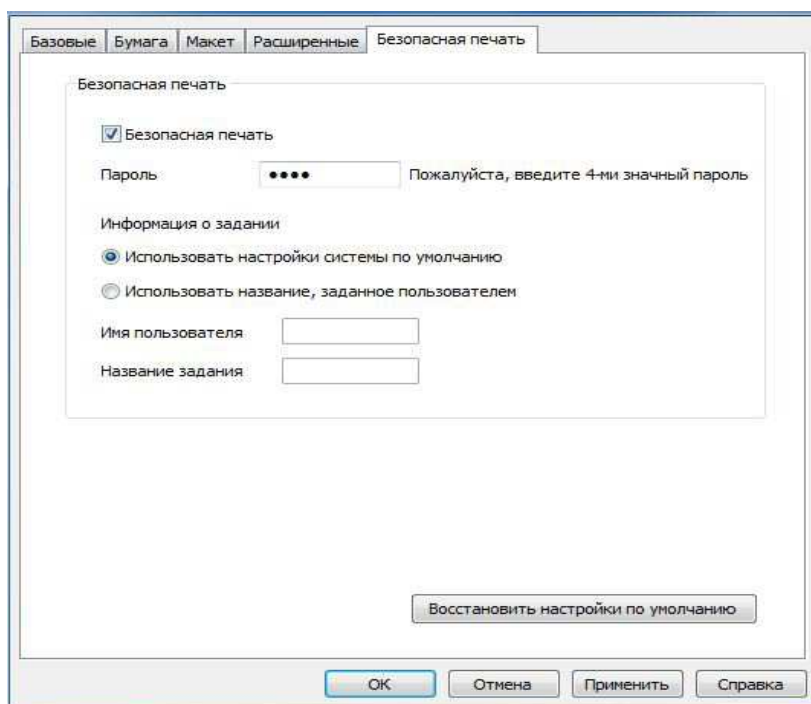 Базовые Бумага Макет Расширенные Безопасная печать
Безопасная печать
Безопасная печать
Пароль •••• Пожалуйста, введите 4-ми значный пароль
Информация о задании
Использовать настройки системы по умолчанию
Использовать название, заданное пользователем
Имя пользователя
Название задания
Восстановить настройки по умолчанию
ОК Отмена Применить Справка